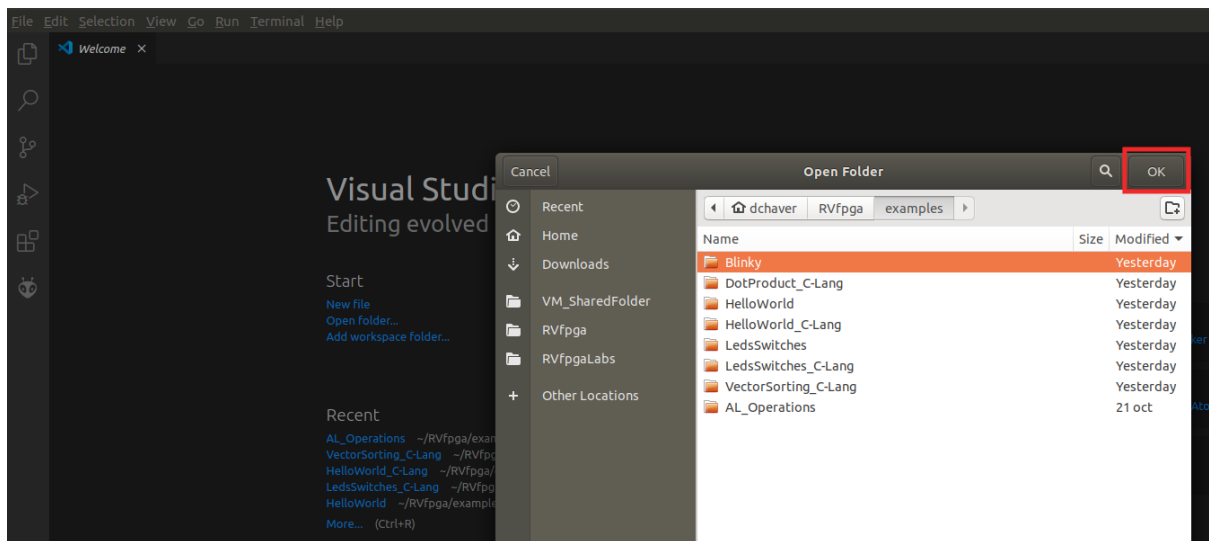 File Edit Selection View Go Run Terminal Help
Welcome
Visual Studi
Editing evolved
Start
New file
Open folder...
Add workspace folder...
Recent
AL_Operations ~/RVfpga/exan
VectorSorting_C-Lang ~/RVfpg
HelloWorld_C-Lang ~/RVfpga/
LedsSwitches_C-Lang ~/RVfpg
HelloWorld ~/RVfpga/example
More... (Ctrl+R)
Cancel Open Folder OK
Recent
Home
Downloads
VM_SharedFolder
RVfpga
RVfpgaLabs
+ Other Locations
dchaver RVfpga examples
Name Size Modified
Blinky Yesterday
DotProduct_C-Lang Yesterday
HelloWorld Yesterday
HelloWorld_C-Lang Yesterday
LedsSwitches Yesterday
LedsSwitches_C-Lang Yesterday
VectorSorting_C-Lang Yesterday
AL_Operations 21 oct
ker
Ato